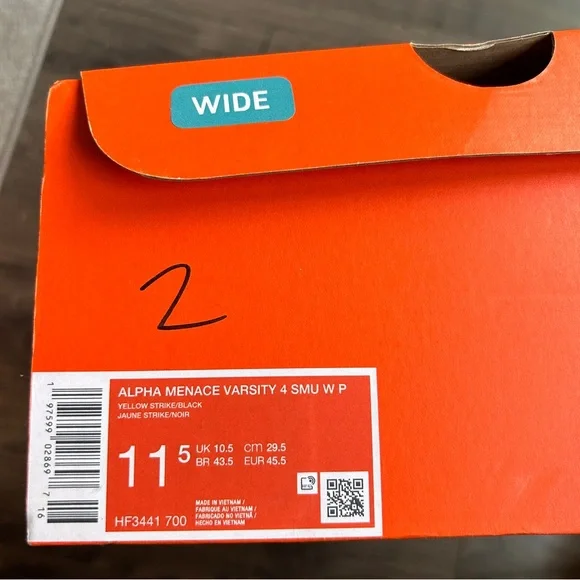 WIDE
2
ALPHA MENACE VARSITY 4 SMU W P
YELLOW STRIKE/BLACK
JAUNE STRIKE/NOIR
11 5 UK 10.5 cm 29.5
BR 43.5 EUR 45.5
MADE IN VIETNAM /
FABRIQUE AU VIETNAM /
FABRICADO NO VIETNÃ /
HECHO EN VIETNAM
HF3441 700
1 97599 02869 7 16